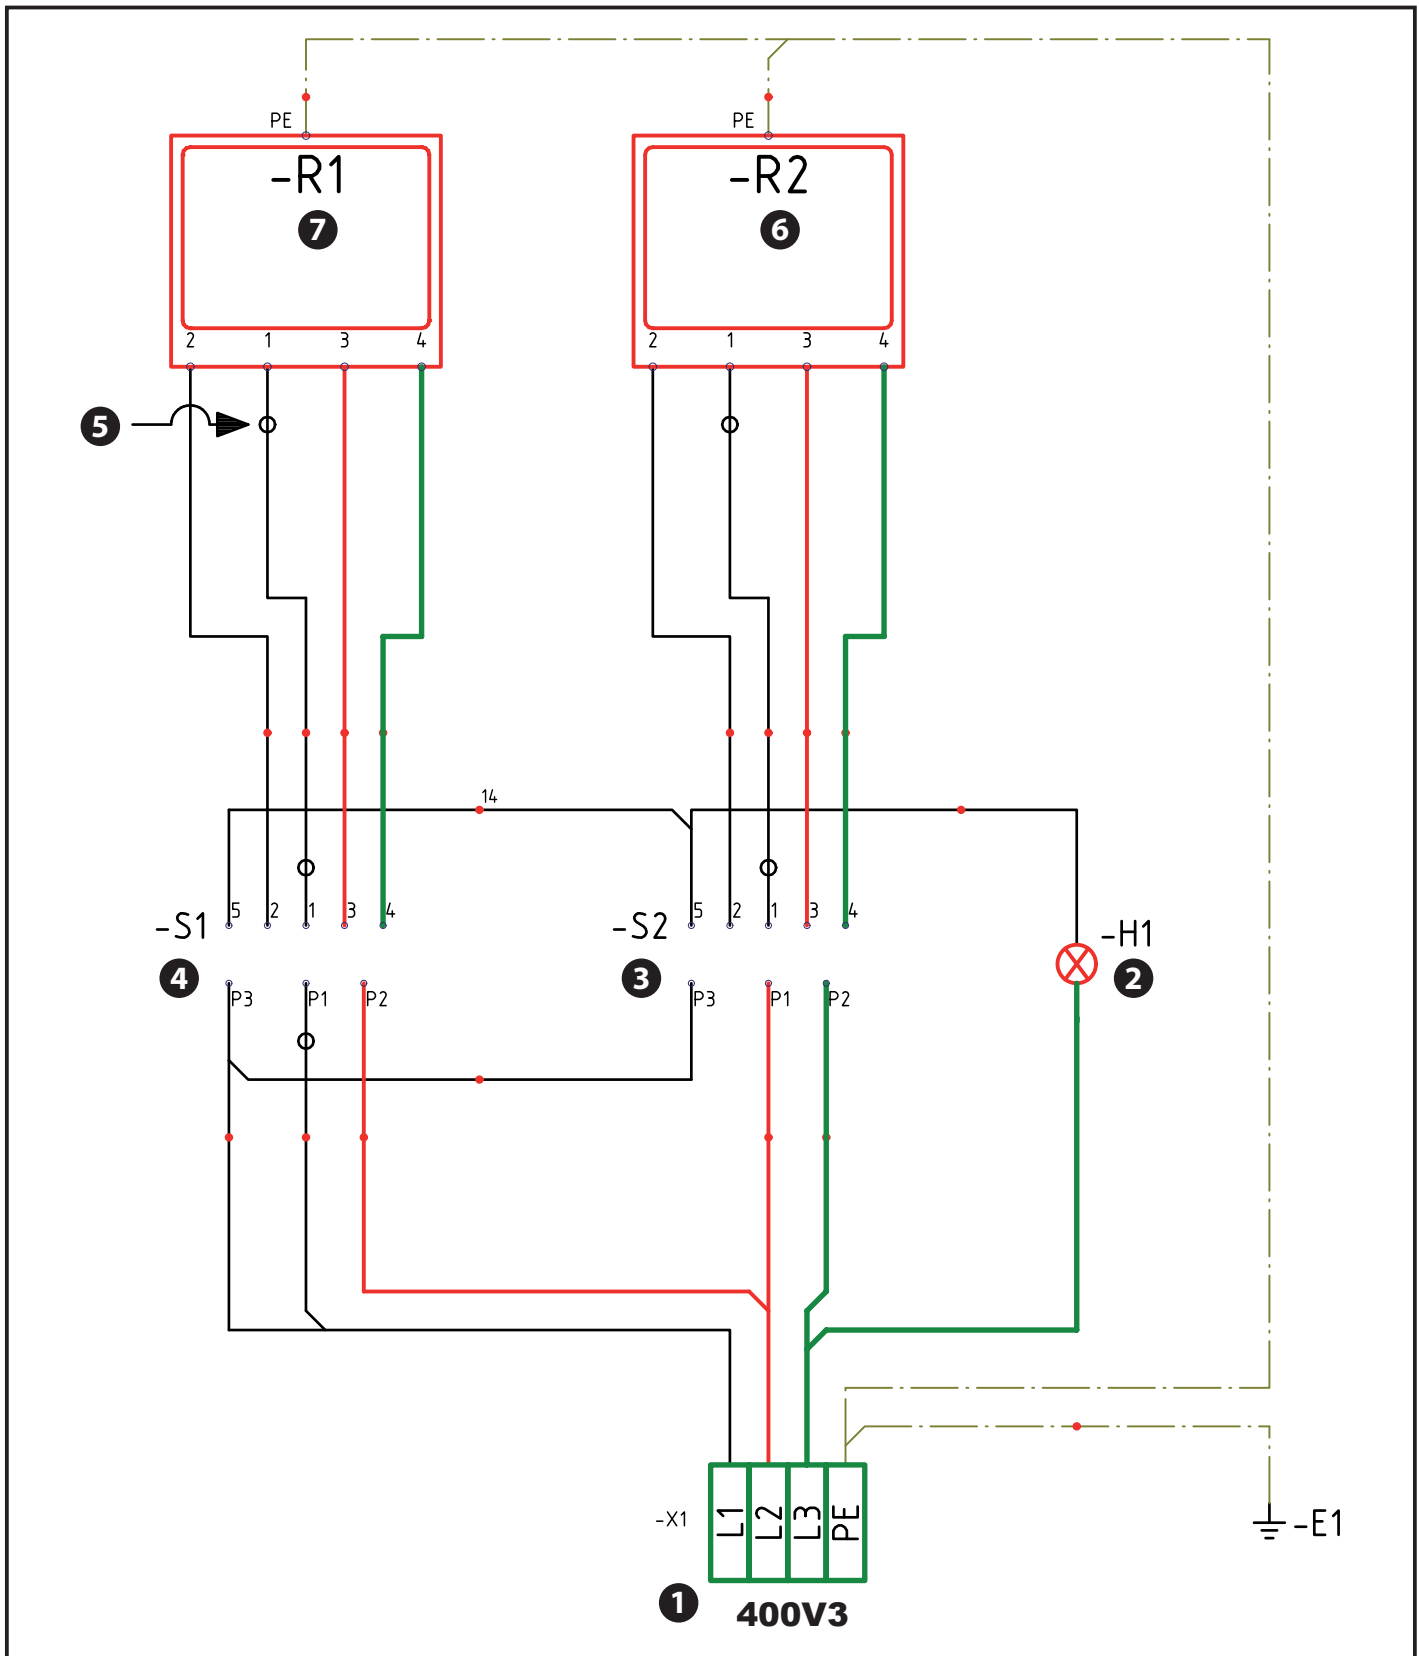 PE PE
-R1 -R2
7 6
2 1 3 4 2 1 3 4
5
14
5 2 1 3 4 5 2 1 3 4
-S1 -S2 -H1
4 3 2
P3 P1 P2 P3 P1 P2
-X1 L1 L2 L3 PE -E1
1
400V3